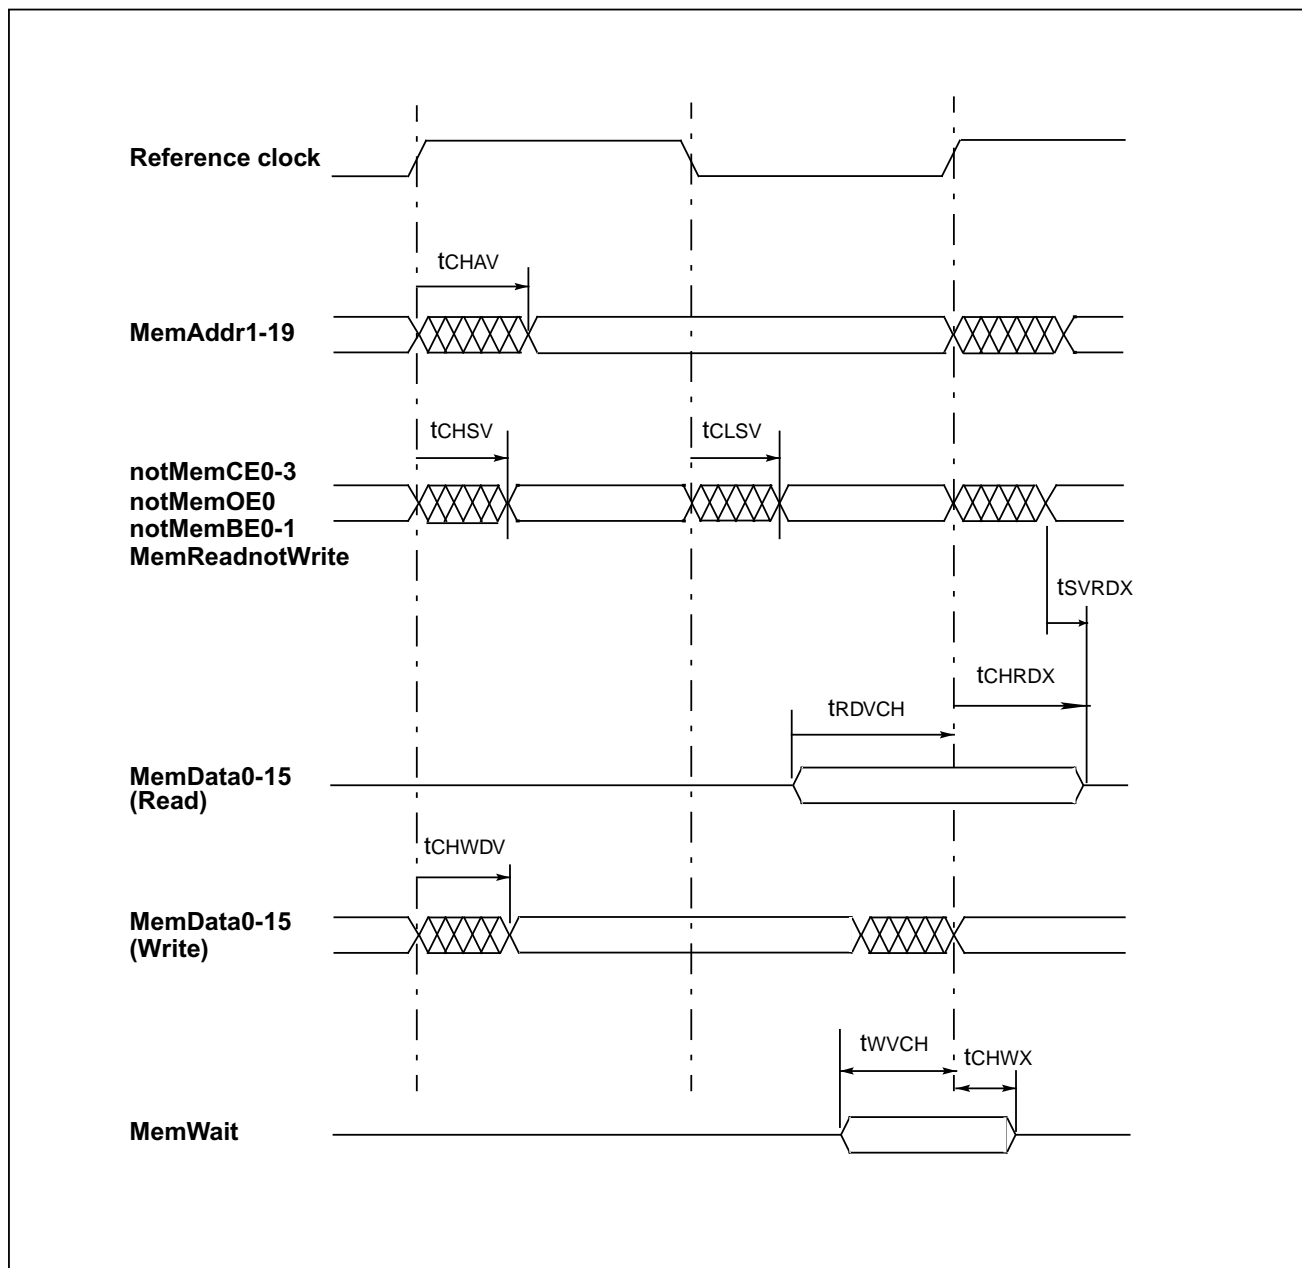 Reference clock
tCHAV
MemAddr1-19
tCHSV
tCLSV
notMemCE0-3
notMemOE0
notMemBE0-1
MemReadnotWrite
tSVRDX
tCHRDX
tRDVCH
MemData0-15
(Read)
tCHWDV
MemData0-15
(Write)
tWVCH
tCHWX
MemWait